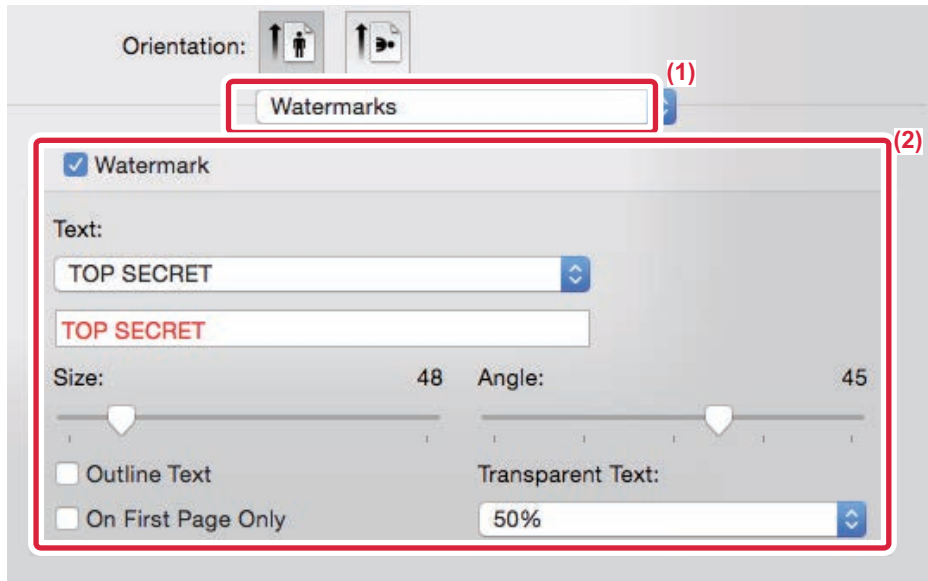 Orientation:
(1)
Watermarks
(2)
Watermark
Text:
TOP SECRET
TOP SECRET
Size: 48 Angle: 45
Outline Text Transparent Text:
On First Page Only 50%